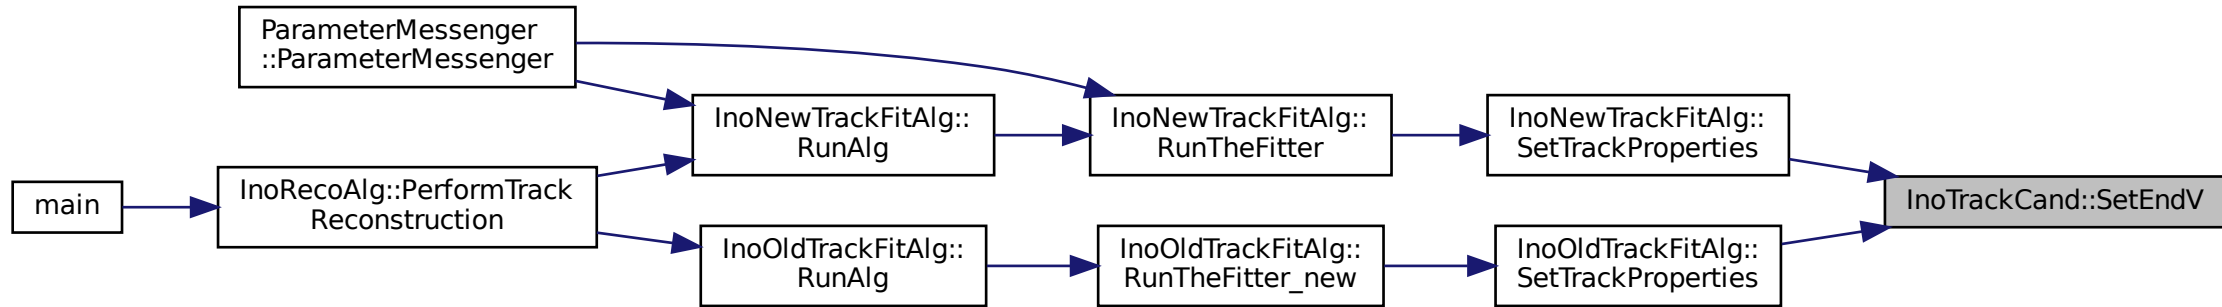 ParameterMessenger
::ParameterMessenger
InoNewTrackFitAlg::
RunAlg
InoNewTrackFitAlg::
RunTheFitter
InoNewTrackFitAlg::
SetTrackProperties
main
InoRecoAlg::PerformTrack
Reconstruction
InoTrackCand::SetEndV
InoOldTrackFitAlg::
RunAlg
InoOldTrackFitAlg::
RunTheFitter_new
InoOldTrackFitAlg::
SetTrackProperties